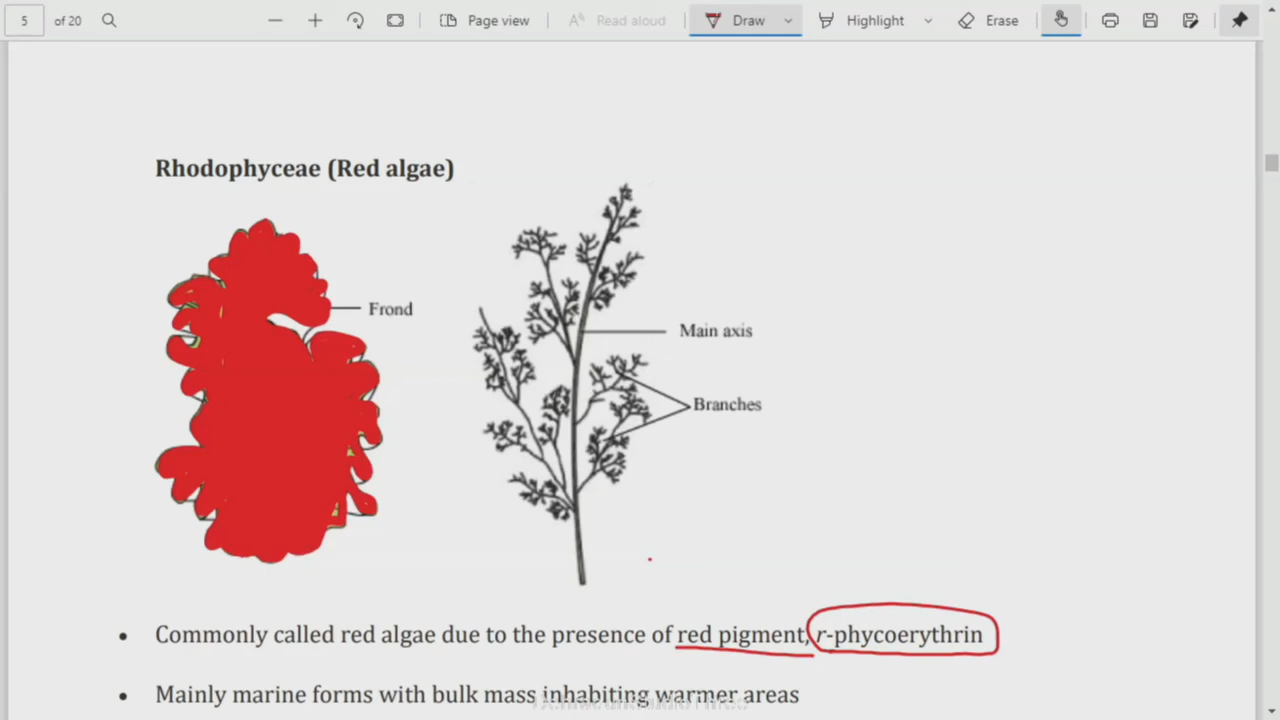 5 of 20 Page view Read aloud Draw Highlight Erase
Rhodophyceae (Red algae)
Frond
Main axis
Branches
• Commonly called red algae due to the presence of red pigment, r-phycoerythrin
• Mainly marine forms with bulk mass inhabiting warmer areas